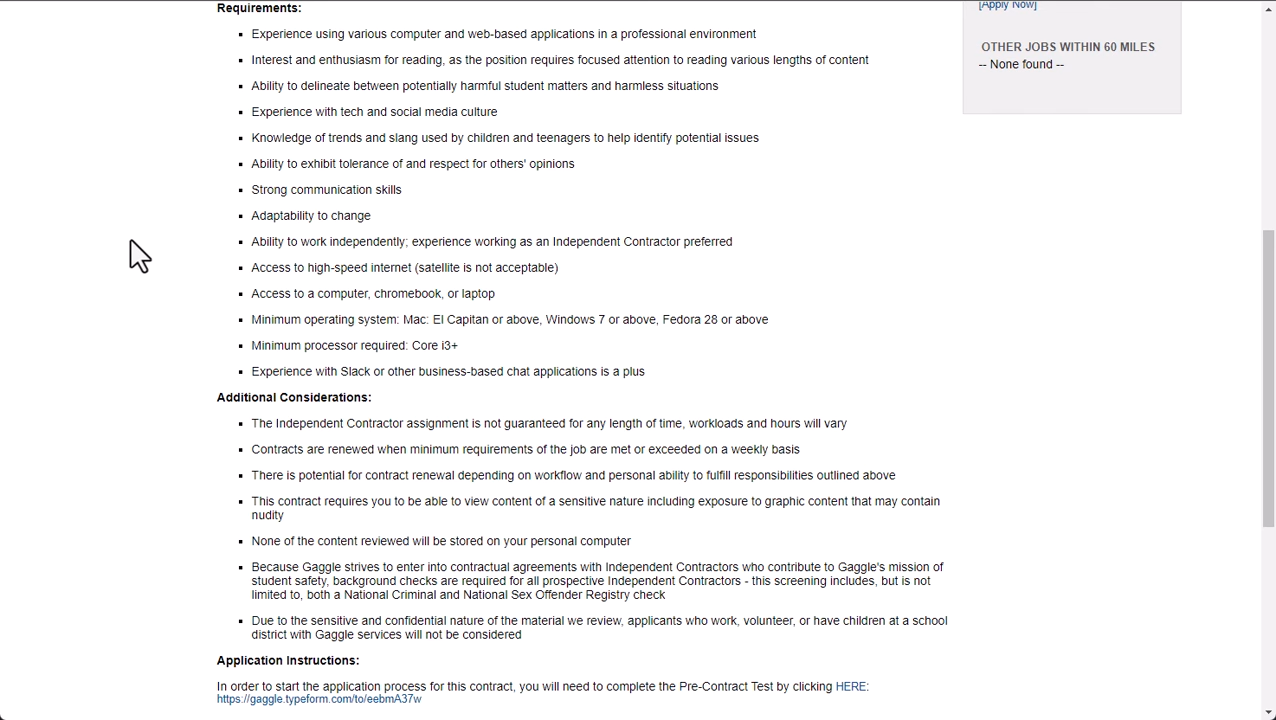 Requirements:
[Apply Now]
Experience using various computer and web-based applications in a professional environment
OTHER JOBS WITHIN 60 MILES
Interest and enthusiasm for reading, as the position requires focused attention to reading various lengths of content
-- None found --
Ability to delineate between potentially harmful student matters and harmless situations
Experience with tech and social media culture
Knowledge of trends and slang used by children and teenagers to help identify potential issues
Ability to exhibit tolerance of and respect for others' opinions
Strong communication skills
Adaptability to change
Ability to work independently; experience working as an Independent Contractor preferred
Access to high-speed internet (satellite is not acceptable)
Access to a computer, chromebook, or laptop
Minimum operating system: Mac: El Capitan or above, Windows 7 or above, Fedora 28 or above
Minimum processor required: Core i3+
Experience with Slack or other business-based chat applications is a plus
Additional Considerations:
The Independent Contractor assignment is not guaranteed for any length of time, workloads and hours will vary
Contracts are renewed when minimum requirements of the job are met or exceeded on a weekly basis
There is potential for contract renewal depending on workflow and personal ability to fulfill responsibilities outlined above
This contract requires you to be able to view content of a sensitive nature including exposure to graphic content that may contain
nudity
None of the content reviewed will be stored on your personal computer
Because Gaggle strives to enter into contractual agreements with Independent Contractors who contribute to Gaggle's mission of
student safety, background checks are required for all prospective Independent Contractors - this screening includes, but is not
limited to, both a National Criminal and National Sex Offender Registry check
Due to the sensitive and confidential nature of the material we review, applicants who work, volunteer, or have children at a school
district with Gaggle services will not be considered
Application Instructions:
In order to start the application process for this contract, you will need to complete the Pre-Contract Test by clicking HERE:
https://gaggle.typeform.com/to/eebmA37w